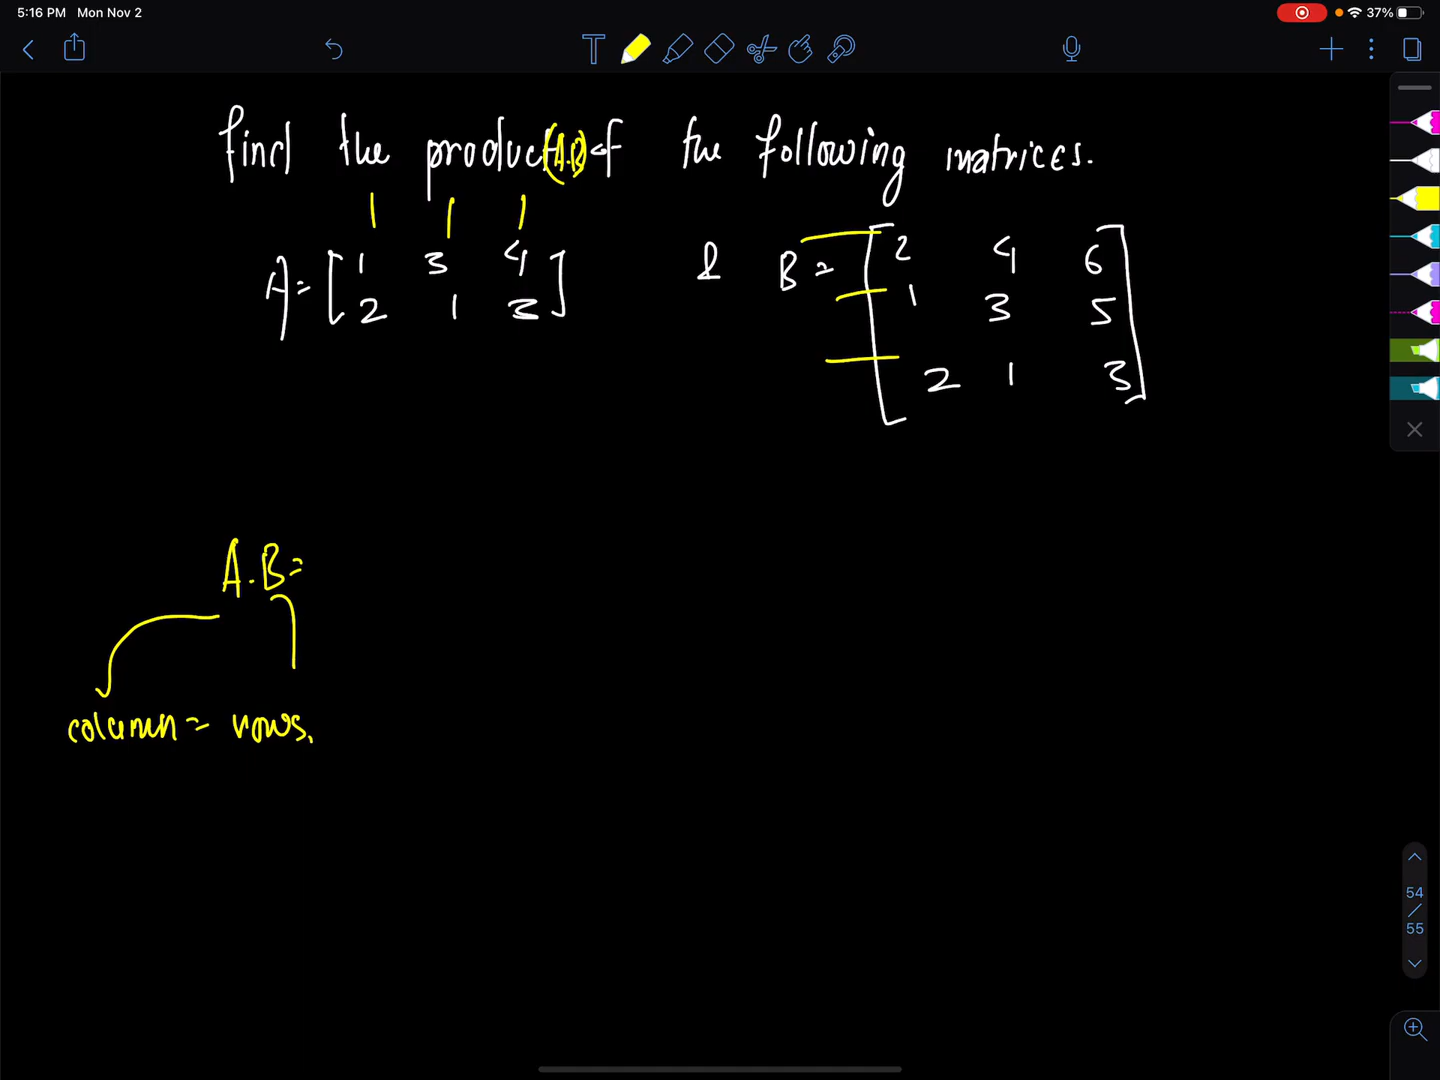 5:16 PM Mon Nov 2
37%
find the product (A.B) of the following matrices.
A = [ 1 3 4
2 1 3 ]
& B = [ 2 4 6
1 3 5
2 1 3 ]
A.B =
column = rows.
54
/
55